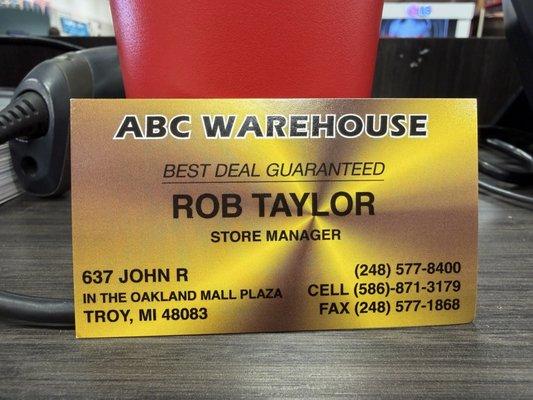 ABC WAREHOUSE
BEST DEAL GUARANTEED
ROB TAYLOR
STORE MANAGER
637 JOHN R
IN THE OAKLAND MALL PLAZA
TROY, MI 48083
(248) 577-8400
CELL (586)-871-3179
FAX (248) 577-1868